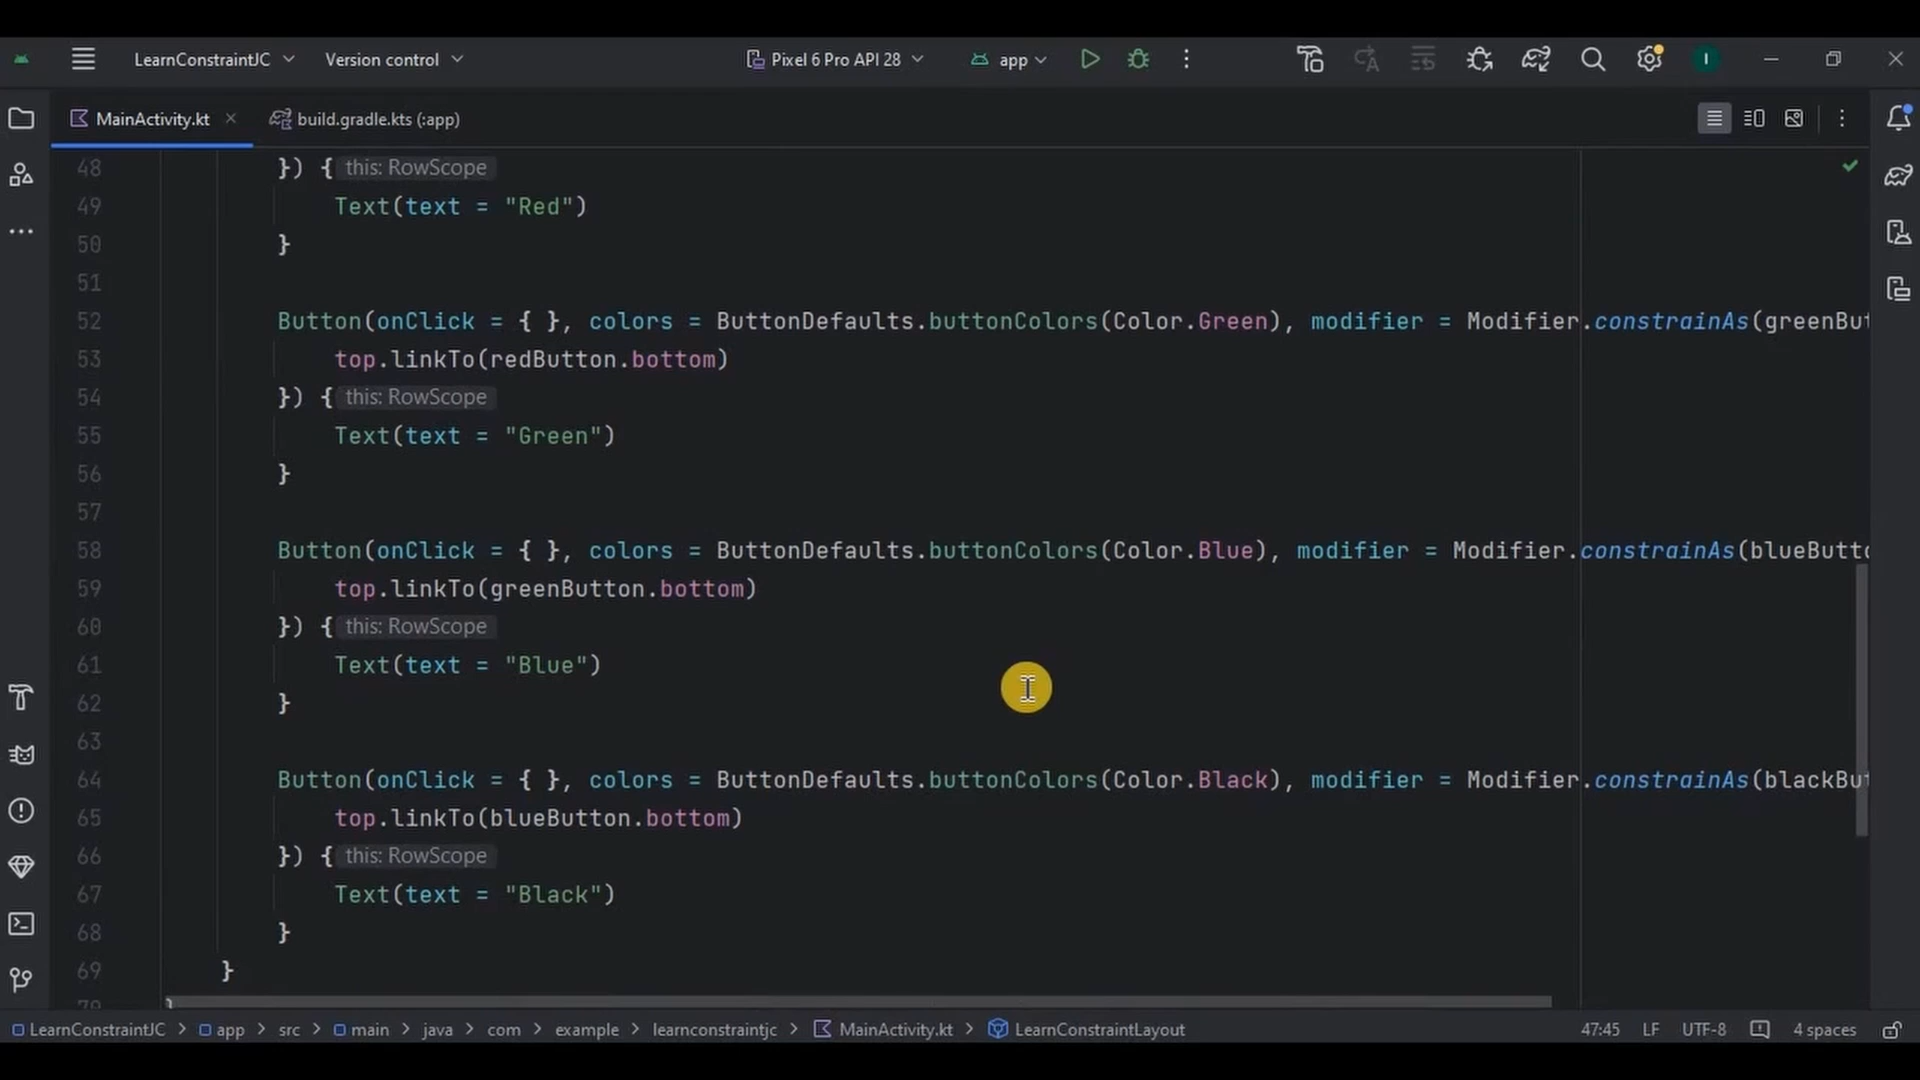 LearnConstraintJC Version control Pixel 6 Pro API 28 app I
MainActivity.kt build.gradle.kts (:app)
48 }) { this: RowScope
49 Text(text = "Red")
50 }
51
52 Button(onClick = { }, colors = ButtonDefaults.buttonColors(Color.Green), modifier = Modifier.constrainAs(greenBut
53 top.linkTo(redButton.bottom)
54 }) { this: RowScope
55 Text(text = "Green")
56 }
57
58 Button(onClick = { }, colors = ButtonDefaults.buttonColors(Color.Blue), modifier = Modifier.constrainAs(blueButto
59 top.linkTo(greenButton.bottom)
60 }) { this: RowScope
61 Text(text = "Blue")
62 }
63
64 Button(onClick = { }, colors = ButtonDefaults.buttonColors(Color.Black), modifier = Modifier.constrainAs(blackBut
65 top.linkTo(blueButton.bottom)
66 }) { this: RowScope
67 Text(text = "Black")
68 }
69 }
LearnConstraintJC > app > src > main > java > com > example > learnconstraintjc > MainActivity.kt > LearnConstraintLayout 47:45 LF UTF-8 4 spaces